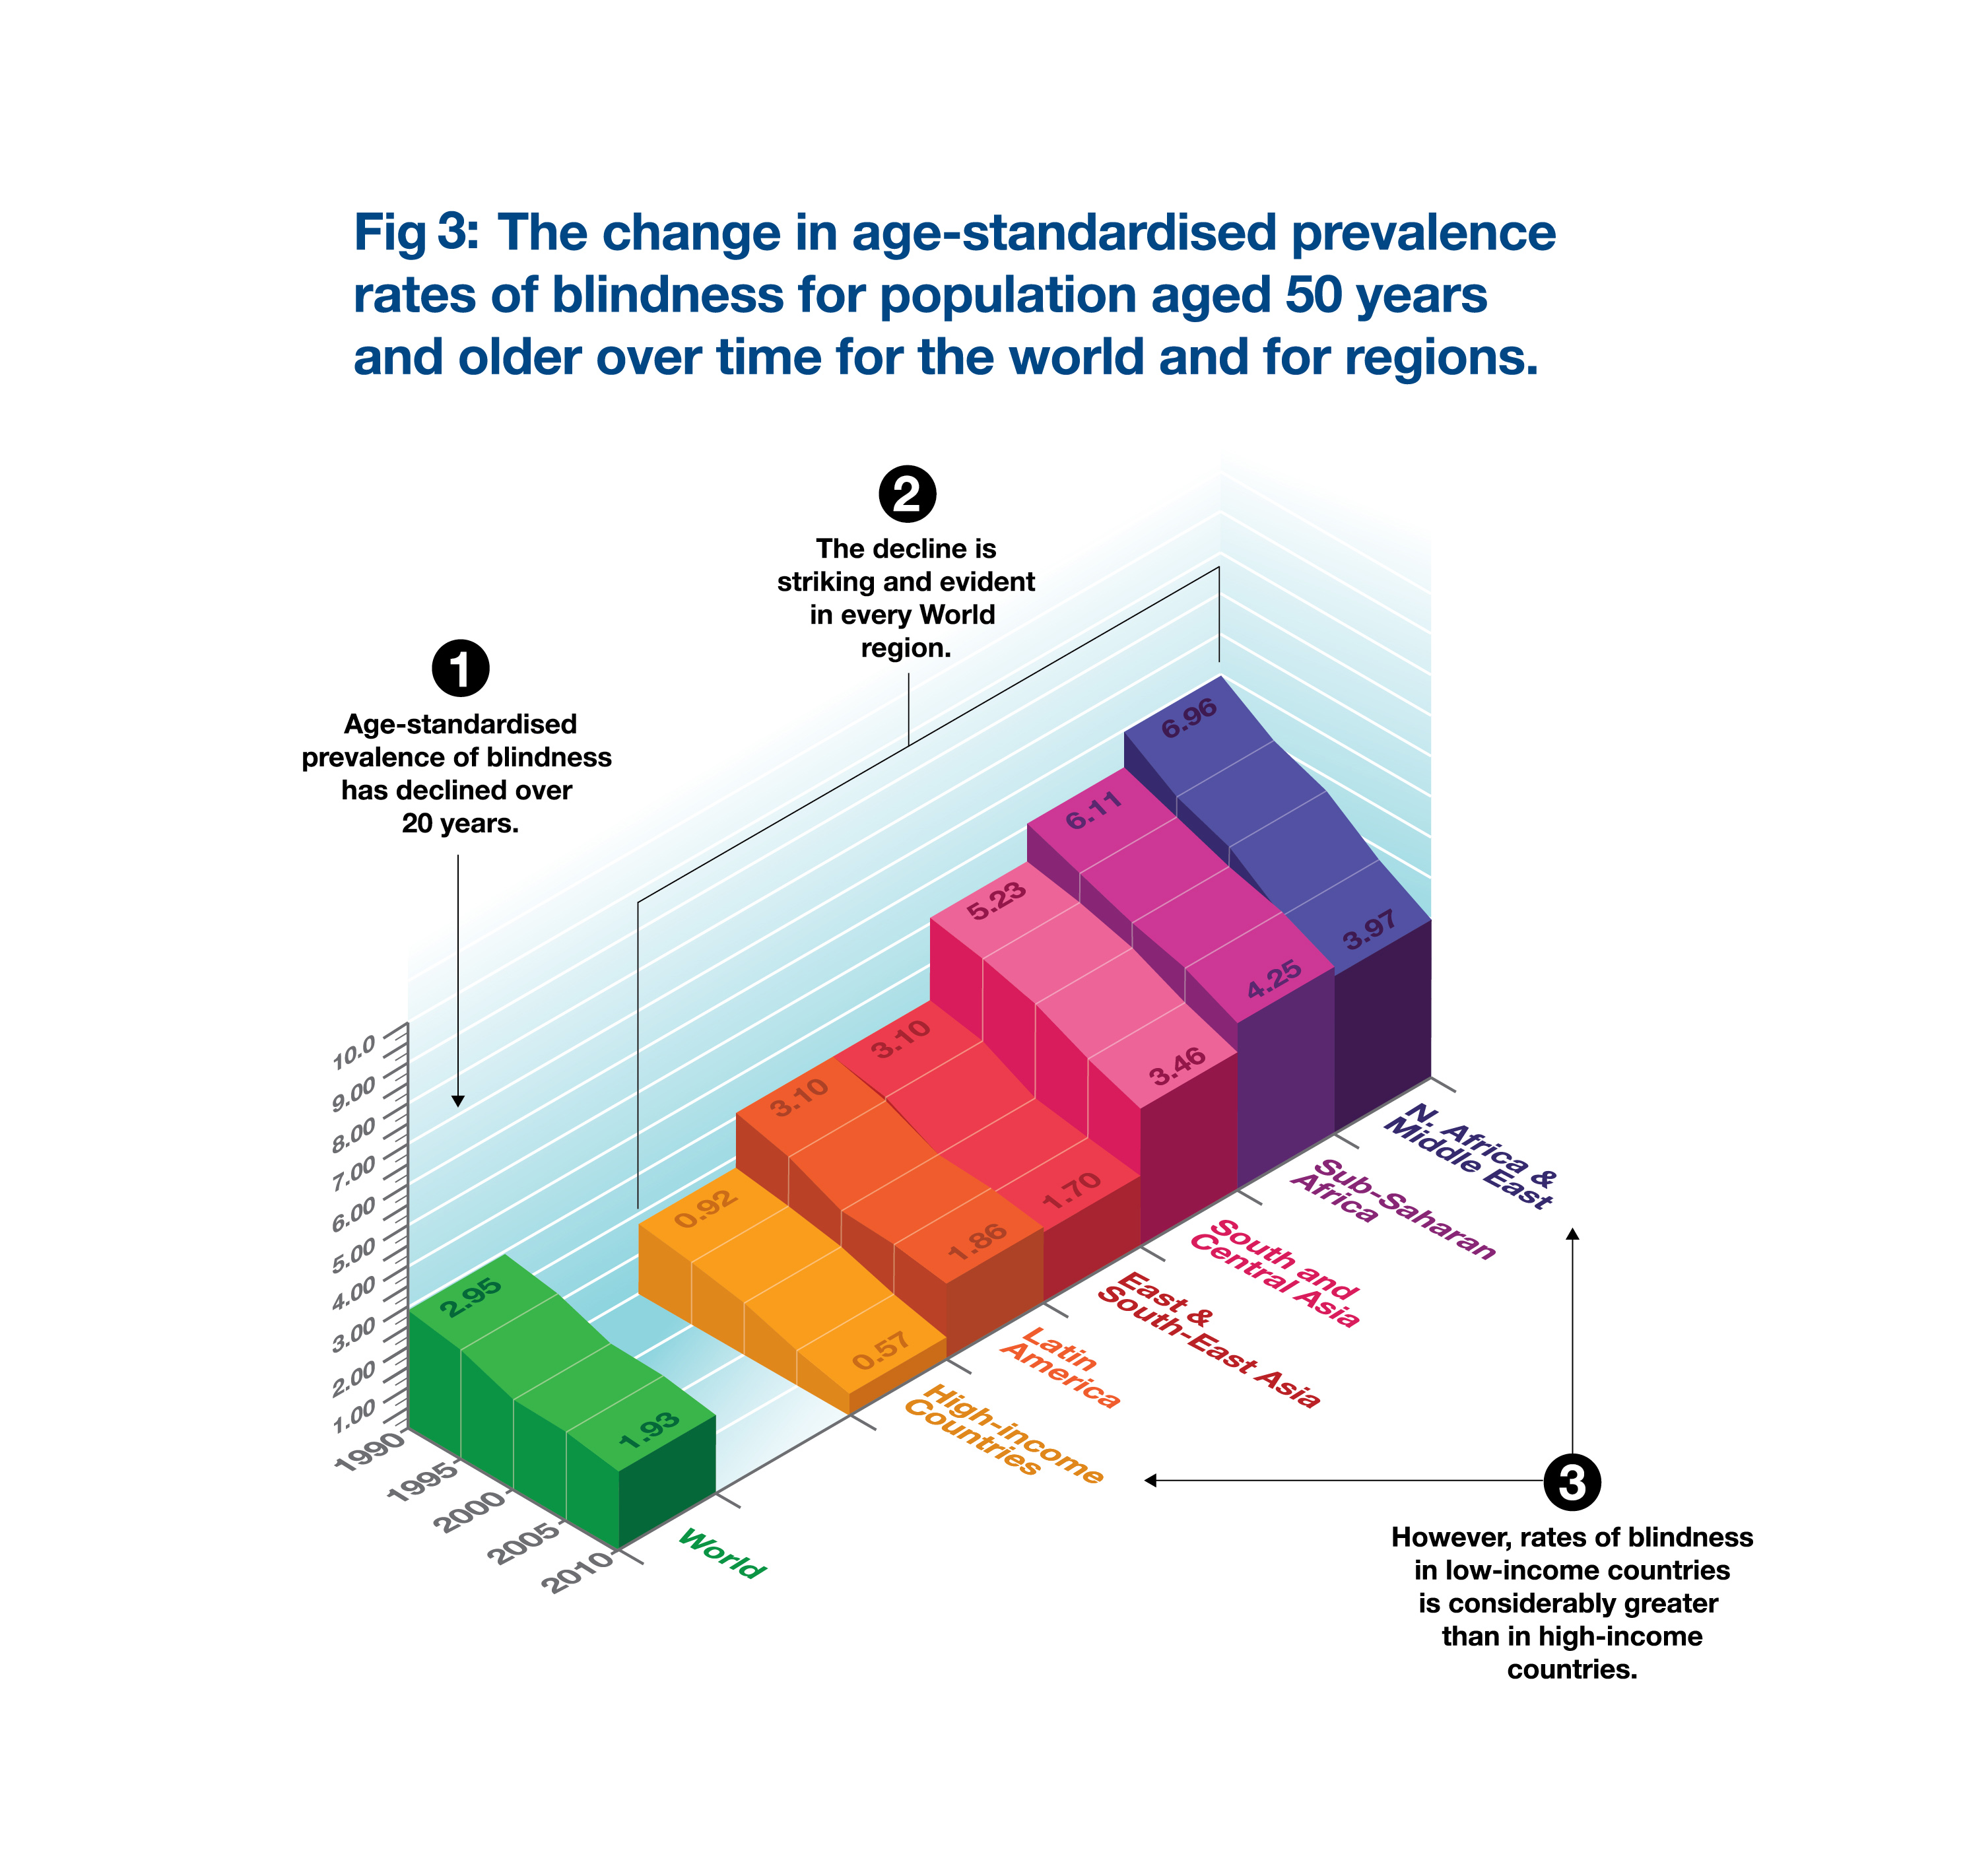 Fig 3: The change in age-standardised prevalence
rates of blindness for population aged 50 years
and older over time for the world and for regions.
2
The decline is
striking and evident
in every World
region.
1
Age-standardised
prevalence of blindness
has declined over
20 years.
10.0
9.00
8.00
7.00
6.00
5.00
4.00
3.00
2.00
1.00
1990
1995
2000
2005
2010
2.95
1.93
0.92
0.57
3.10
1.86
3.10
1.70
5.23
3.46
6.11
4.25
6.96
3.97
World
High-income
Countries
Latin
America
East &
South-East Asia
South and
Central Asia
Sub-Saharan
Africa
N. Africa &
Middle East
3
However, rates of blindness
in low-income countries
is considerably greater
than in high-income
countries.